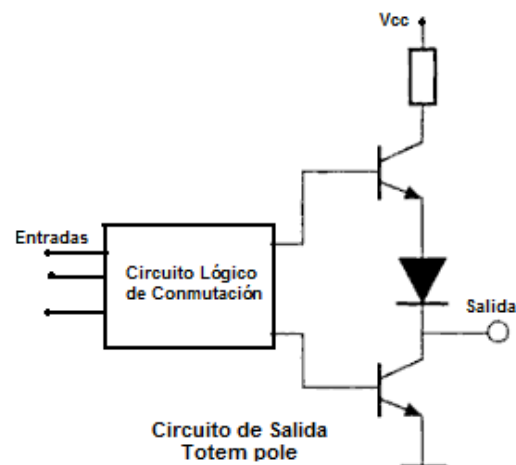 Vcc
Entradas
Circuito Lógico
de Conmutación
Salida
Circuito de Salida
Totem pole